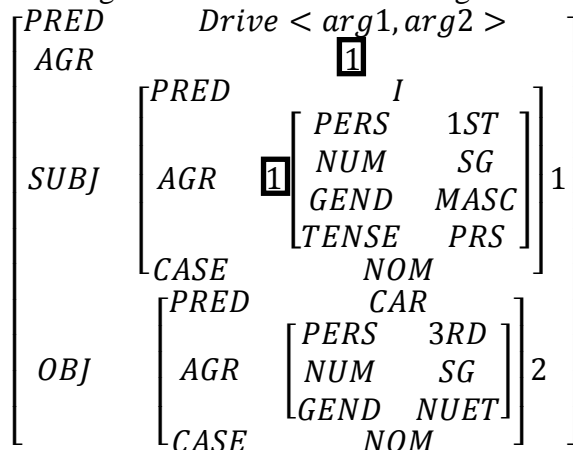 PRED Drive < arg1, arg2 >
AGR 1
PRED I
PERS 1ST
NUM SG
SUBJ AGR 1 1
GEND MASC
TENSE PRS
CASE NOM
PRED CAR
PERS 3RD
OBJ AGR NUM SG 2
GEND NUET
CASE NOM